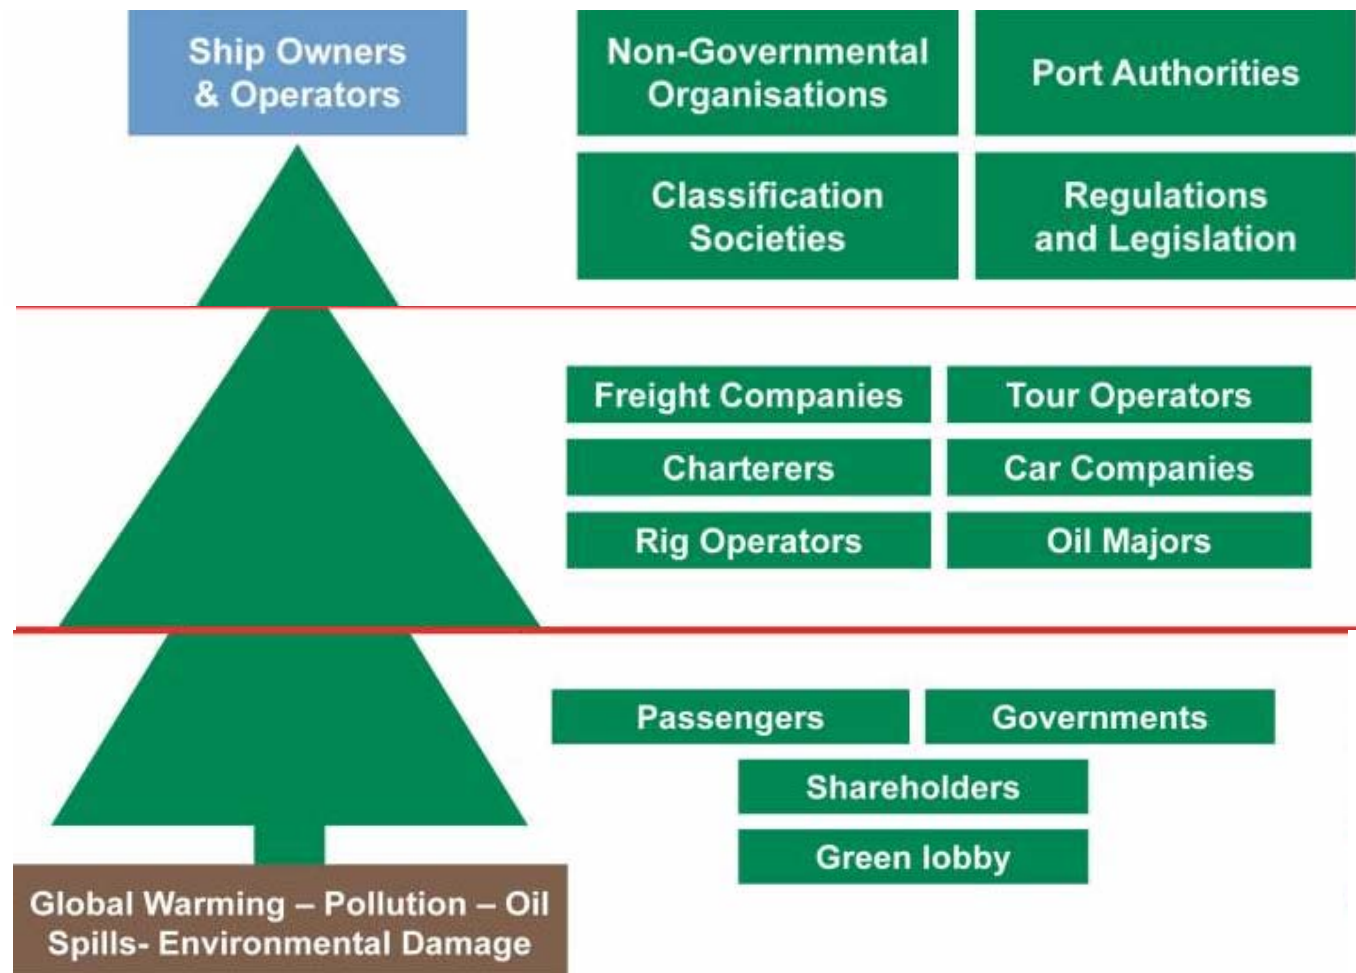 Ship Owners
& Operators
Non-Governmental
Organisations
Port Authorities
Classification
Societies
Regulations
and Legislation
Freight Companies
Tour Operators
Charterers
Car Companies
Rig Operators
Oil Majors
Passengers
Governments
Shareholders
Green lobby
Global Warming – Pollution – Oil
Spills- Environmental Damage